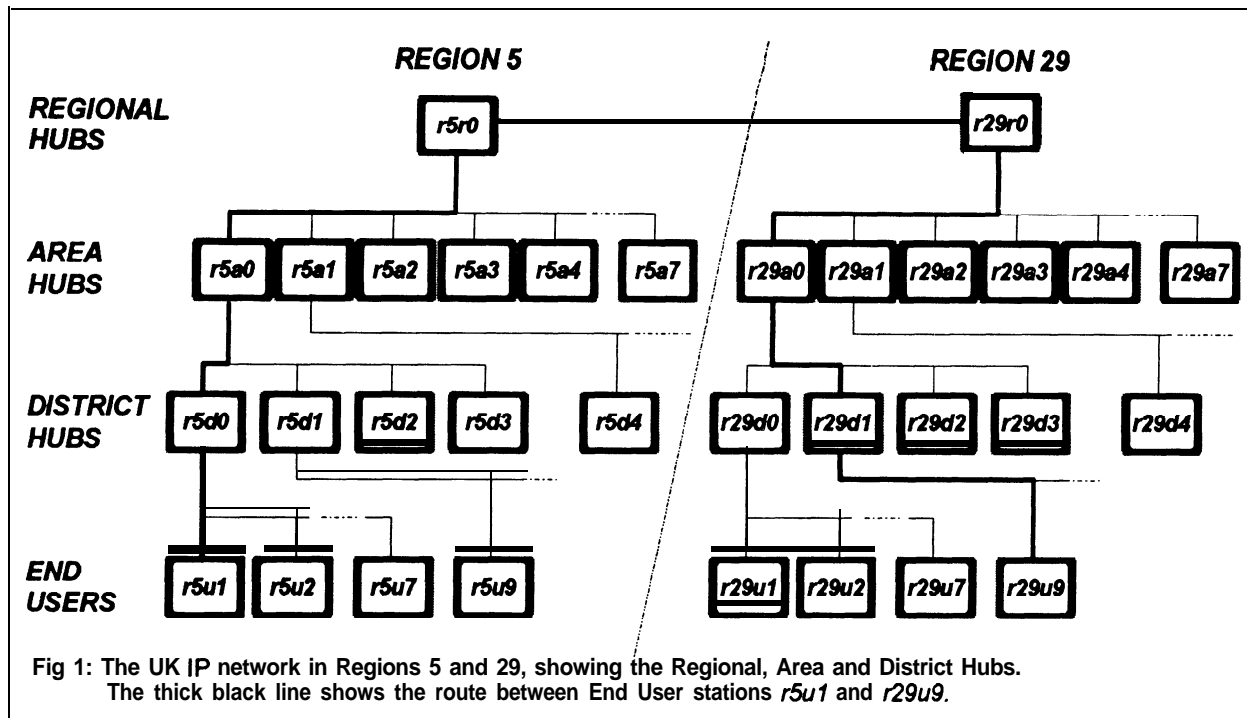 REGION 5 REGION 29
REGIONAL
HUBS
r5r0 r29r0
AREA
HUBS
r5a0 r5a1 r5a2 r5a3 r5a4 r5a7 r29a0 r29a1 r29a2 r29a3 r29a4 r29a7
DISTRICT
HUBS
r5d0 r5d1 r5d2 r5d3 r5d4 r29d0 r29d1 r29d2 r29d3 r29d4
END
USERS
r5u1 r5u2 r5u7 r5u9 r29u1 r29u2 r29u7 r29u9
Fig 1: The UK IP network in Regions 5 and 29, showing the Regional, Area and District Hubs.
The thick black line shows the route between End User stations r5u1 and r29u9.